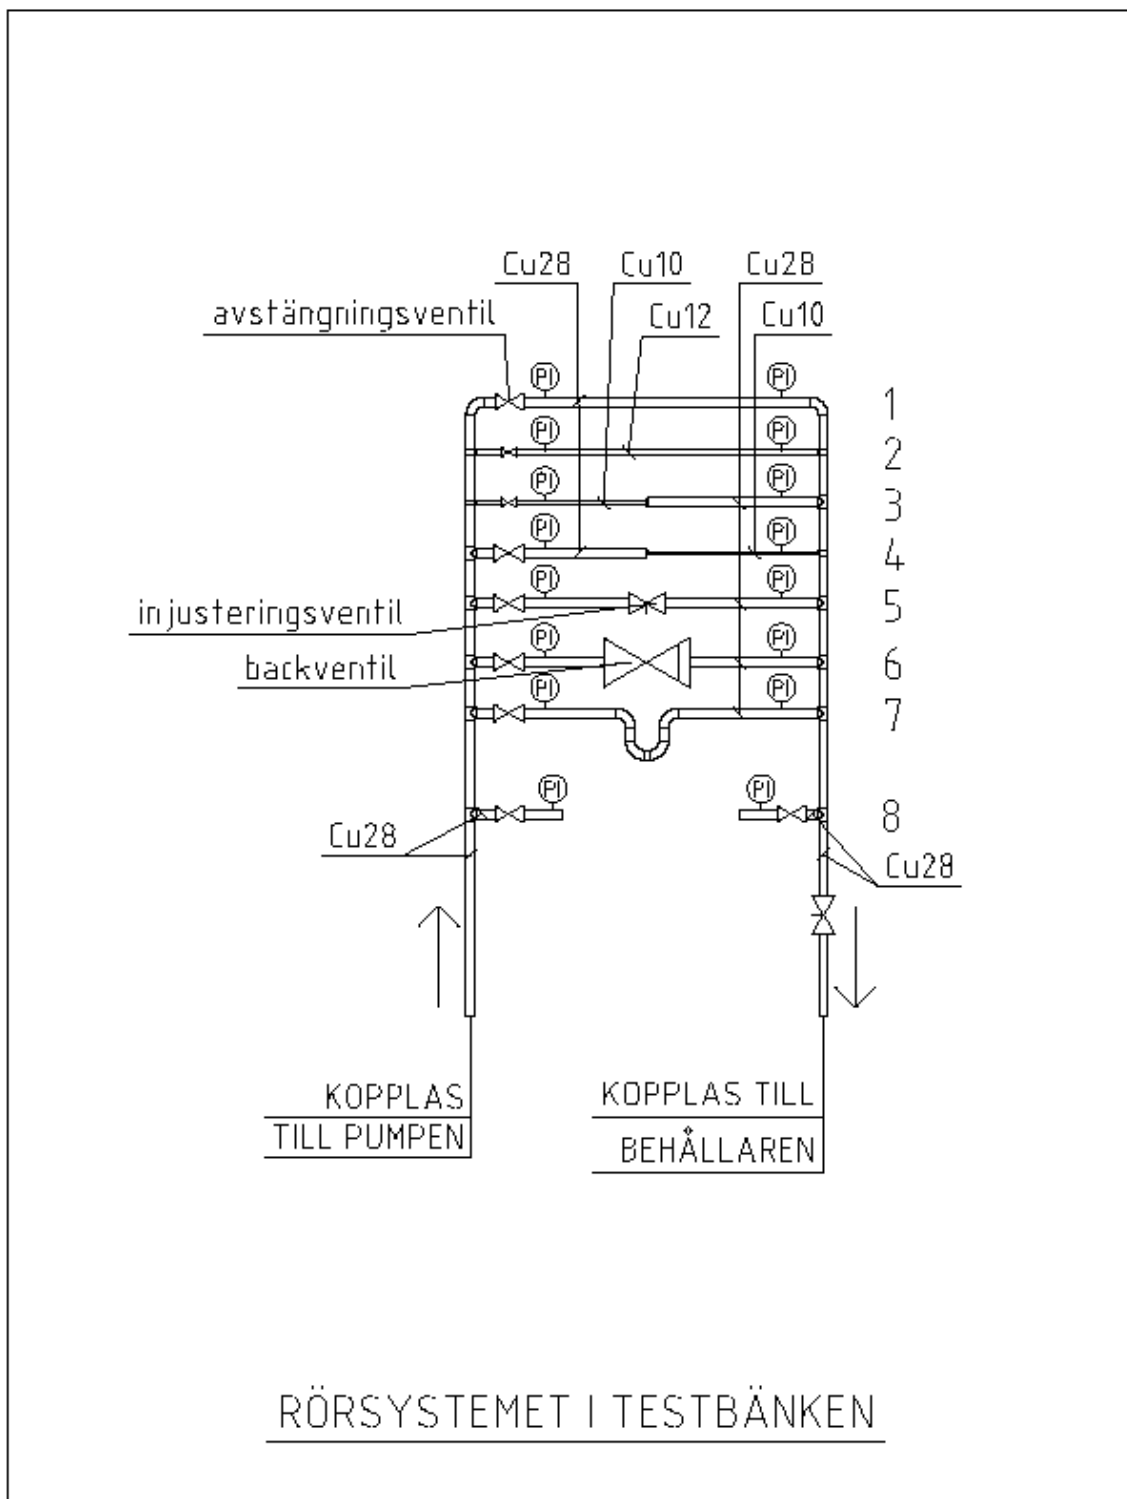 Cu28
Cu10
Cu28
avstängningsventil
Cu12
Cu10
PI PI
1
PI PI
2
PI PI
3
PI PI
4
PI PI
injusteringsventil
5
PI PI
backventil
6
PI PI
7
PI PI
8
Cu28
Cu28
KOPPLAS
TILL PUMPEN
KOPPLAS TILL
BEHÅLLAREN
RÖRSYSTEMET I TESTBÄNKEN